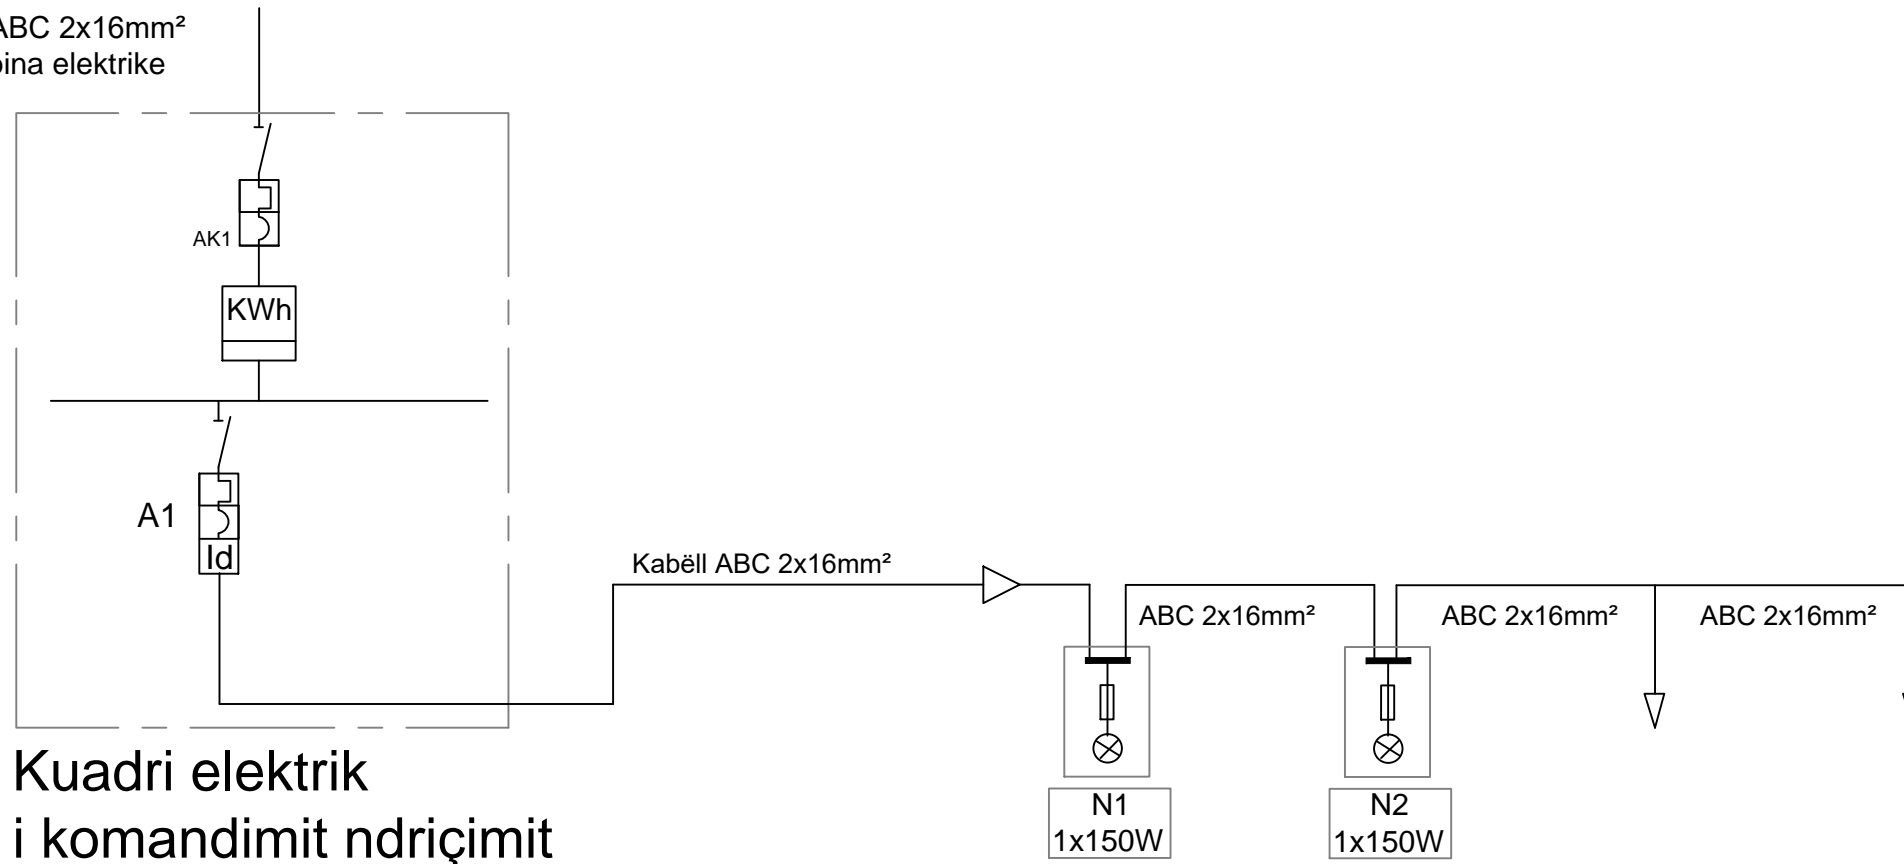 ABC 2x16mm²
bina elektrike
AK1
KWh
A1
Id
Kabëll ABC 2x16mm²
ABC 2x16mm²
ABC 2x16mm²
ABC 2x16mm²
N1
1x150W
N2
1x150W
Kuadri elektrik
i komandimit ndriçimit